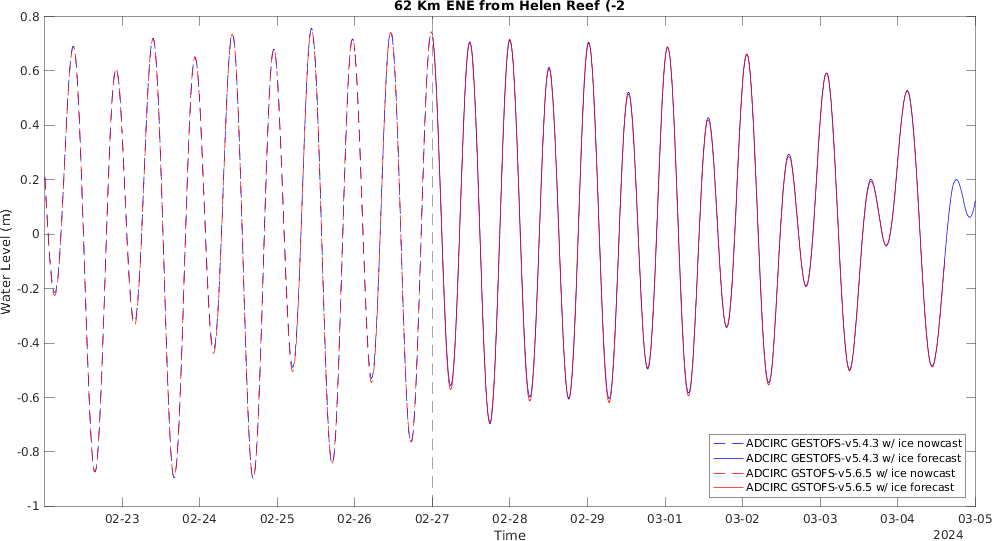 62 Km ENE from Helen Reef (-2
0.8
0.6
0.4
0.2
0
-0.2
-0.4
-0.6
-0.8
-1
Water Level (m)
02-23 02-24 02-25 02-26 02-27 02-28 02-29 03-01 03-02 03-03 03-04 03-05
Time
2024
ADCIRC GESTOFS-v5.4.3 w/ ice nowcast
ADCIRC GESTOFS-v5.4.3 w/ ice forecast
ADCIRC GSTOFS-v5.6.5 w/ ice nowcast
ADCIRC GSTOFS-v5.6.5 w/ ice forecast